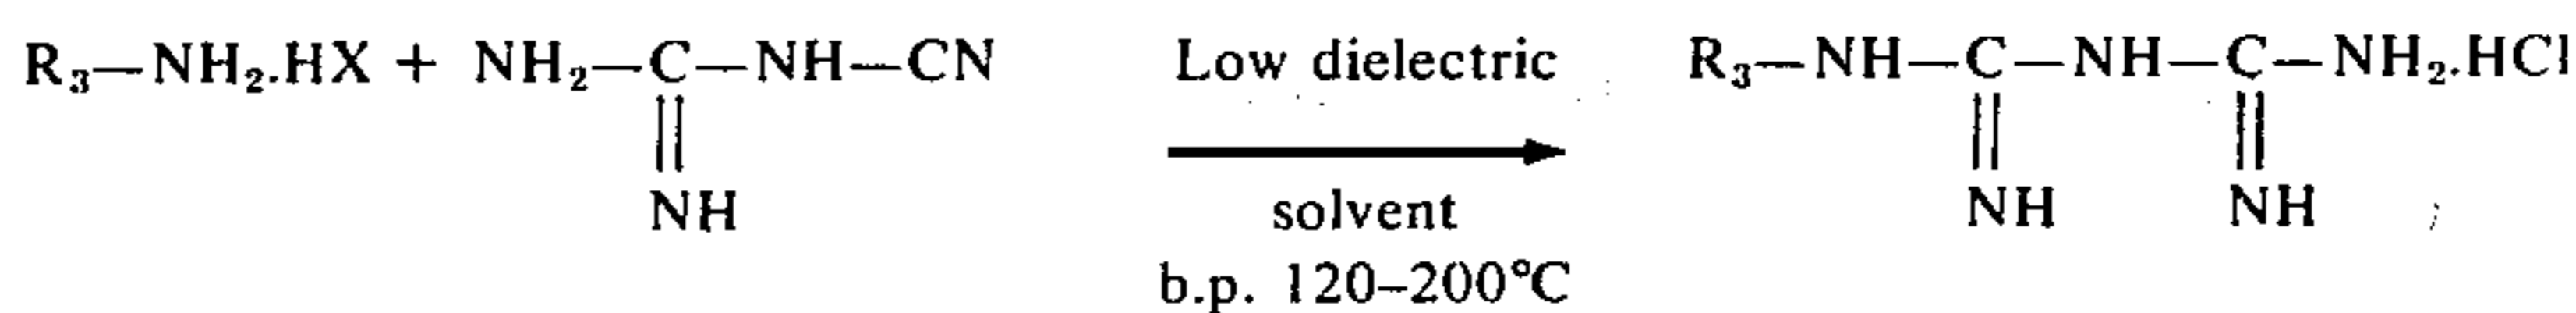 R₃—NH₂.HX + NH₂—C—NH—CN Low dielectric R₃—NH—C—NH—C—NH₂.HCl
NH solvent NH NH
b.p. 120–200°C